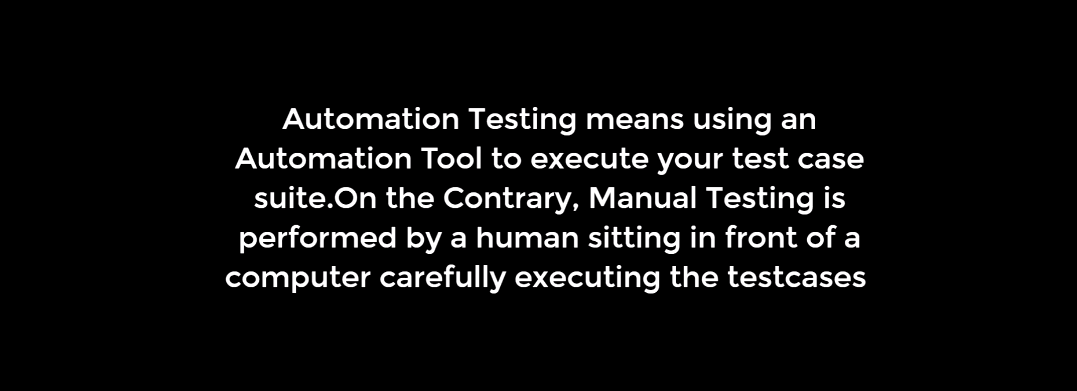 Automation Testing means using an
Automation Tool to execute your test case
suite.On the Contrary, Manual Testing is
performed by a human sitting in front of a
computer carefully executing the testcases